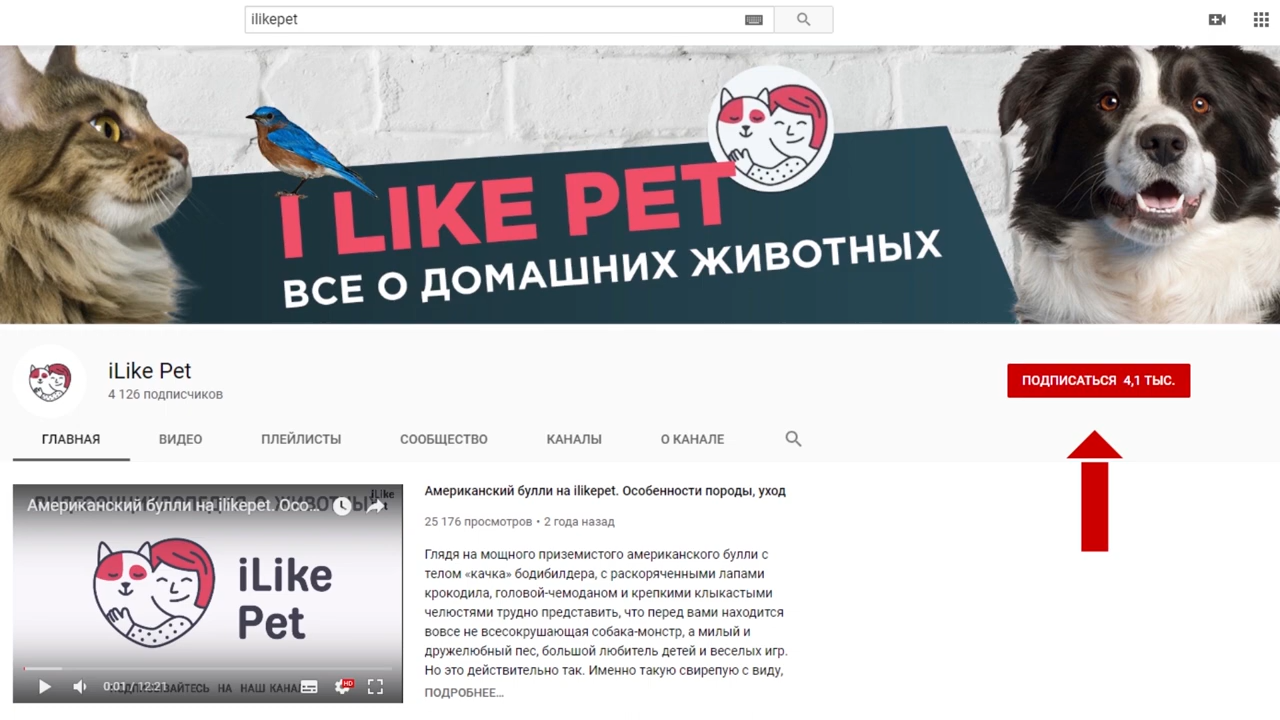 ilikepet
I LIKE PET
ВСЕ О ДОМАШНИХ ЖИВОТНЫХ
iLike Pet
4 126 подписчиков
ПОДПИСАТЬСЯ 4,1 ТЫС.
ГЛАВНАЯ
ВИДЕО
ПЛЕЙЛИСТЫ
СООБЩЕСТВО
КАНАЛЫ
О КАНАЛЕ
Американский булли на ilikepet. Осо...
iLike
Pet
0:01 / 12:21
HD
НА НАШ
Американский булли на ilikepet. Особенности породы, уход
25 176 просмотров • 2 года назад
Глядя на мощного приземистого американского булли с
телом «качка» бодибилдера, с раскоряченными лапами
крокодила, головой-чемоданом и крепкими клыкастыми
челюстями трудно представить, что перед вами находится
вовсе не всесокрушающая собака-монстр, а милый и
дружелюбный пес, большой любитель детей и веселых игр.
Но это действительно так. Именно такую свирепую с виду,
ПОДРОБНЕЕ...